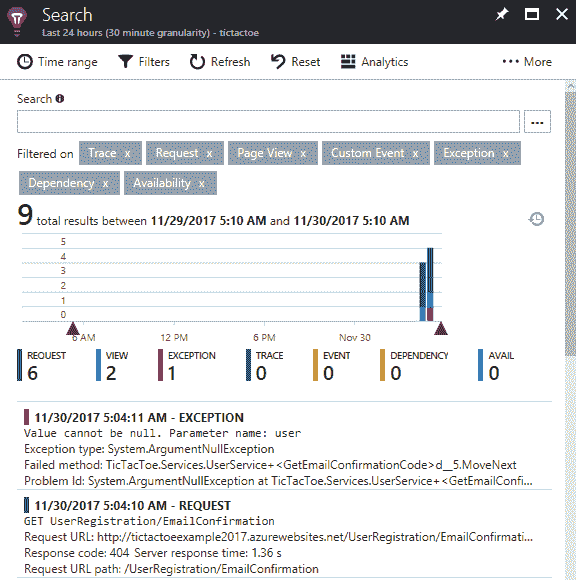 Search
Last 24 hours (30 minute granularity) - tictactoe
Time range Filters Refresh Reset Analytics ••• More
Search
...
Filtered on Trace x Request x Page View x Custom Event x Exception x
Dependency x Availability x
9 total results between 11/29/2017 5:10 AM and 11/30/2017 5:10 AM
5
4
3
2
1
0
6 AM 12 PM 6 PM Nov 30
REQUEST VIEW EXCEPTION TRACE EVENT DEPENDENCY AVAIL
6 2 1 0 0 0 0
11/30/2017 5:04:11 AM - EXCEPTION
Value cannot be null. Parameter name: user
Exception type: System.ArgumentNullException
Failed method: TicTacToe.Services.UserService+<GetEmailConfirmationCode>d__5.MoveNext
Problem Id: System.ArgumentNullException at TicTacToe.Services.UserService+<GetEmailConfi...
11/30/2017 5:04:10 AM - REQUEST
GET UserRegistration/EmailConfirmation
Request URL: http://tictactoeexample2017.azurewebsites.net/UserRegistration/EmailConfirmati...
Response code: 404 Server response time: 1.36 s
Request URL path: /UserRegistration/EmailConfirmation